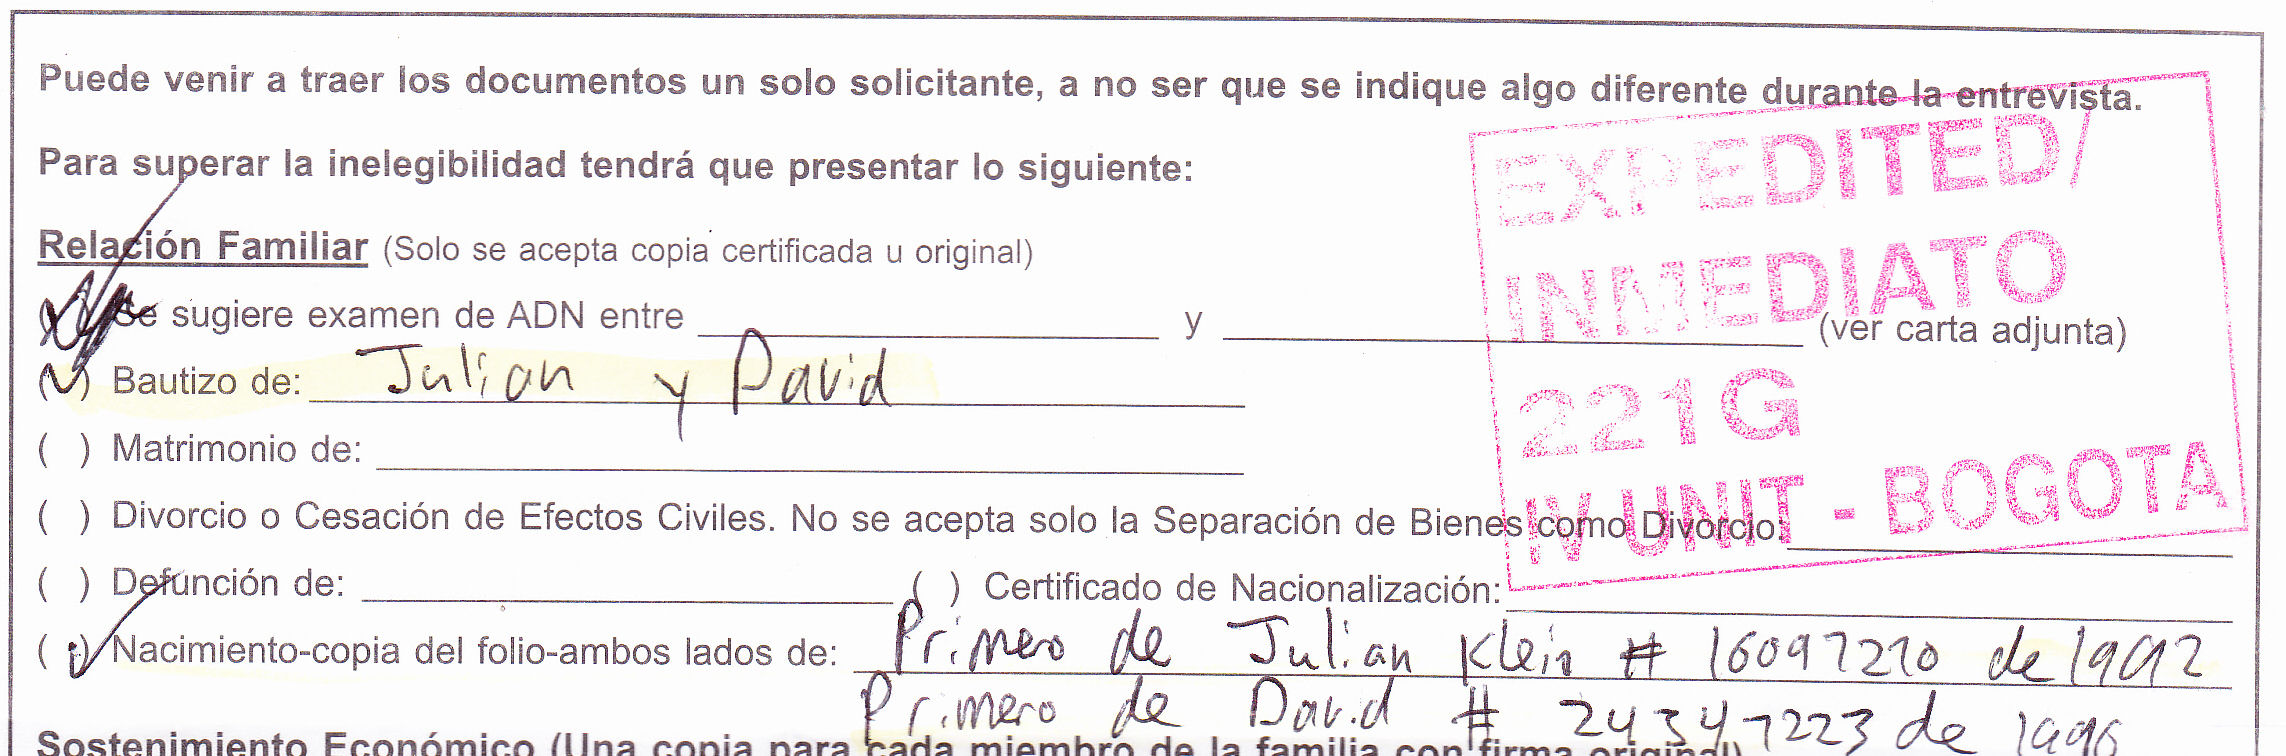 Puede venir a traer los documentos un solo solicitante, a no ser que se indique algo diferente durante la entrevista.
Para superar la inelegibilidad tendrá que presentar lo siguiente:
EXPEDITED/
INMEDIATO
221G
IV UNIT - BOGOTA
Relación Familiar (Solo se acepta copia certificada u original)
Se sugiere examen de ADN entre ____ y ____ (ver carta adjunta)
(✓) Bautizo de: Julian y David
( ) Matrimonio de:
( ) Divorcio o Cesación de Efectos Civiles. No se acepta solo la Separación de Bienes como Divorcio:
( ) Defunción de: ____ ( ) Certificado de Nacionalización:
(✓) Nacimiento-copia del folio-ambos lados de: Primero de Julian Klein # 16097270 de 1992
Primero de David # 24347223 de 1996
Sostenimiento Económico (Una copia para cada miembro de la familia con firma original)